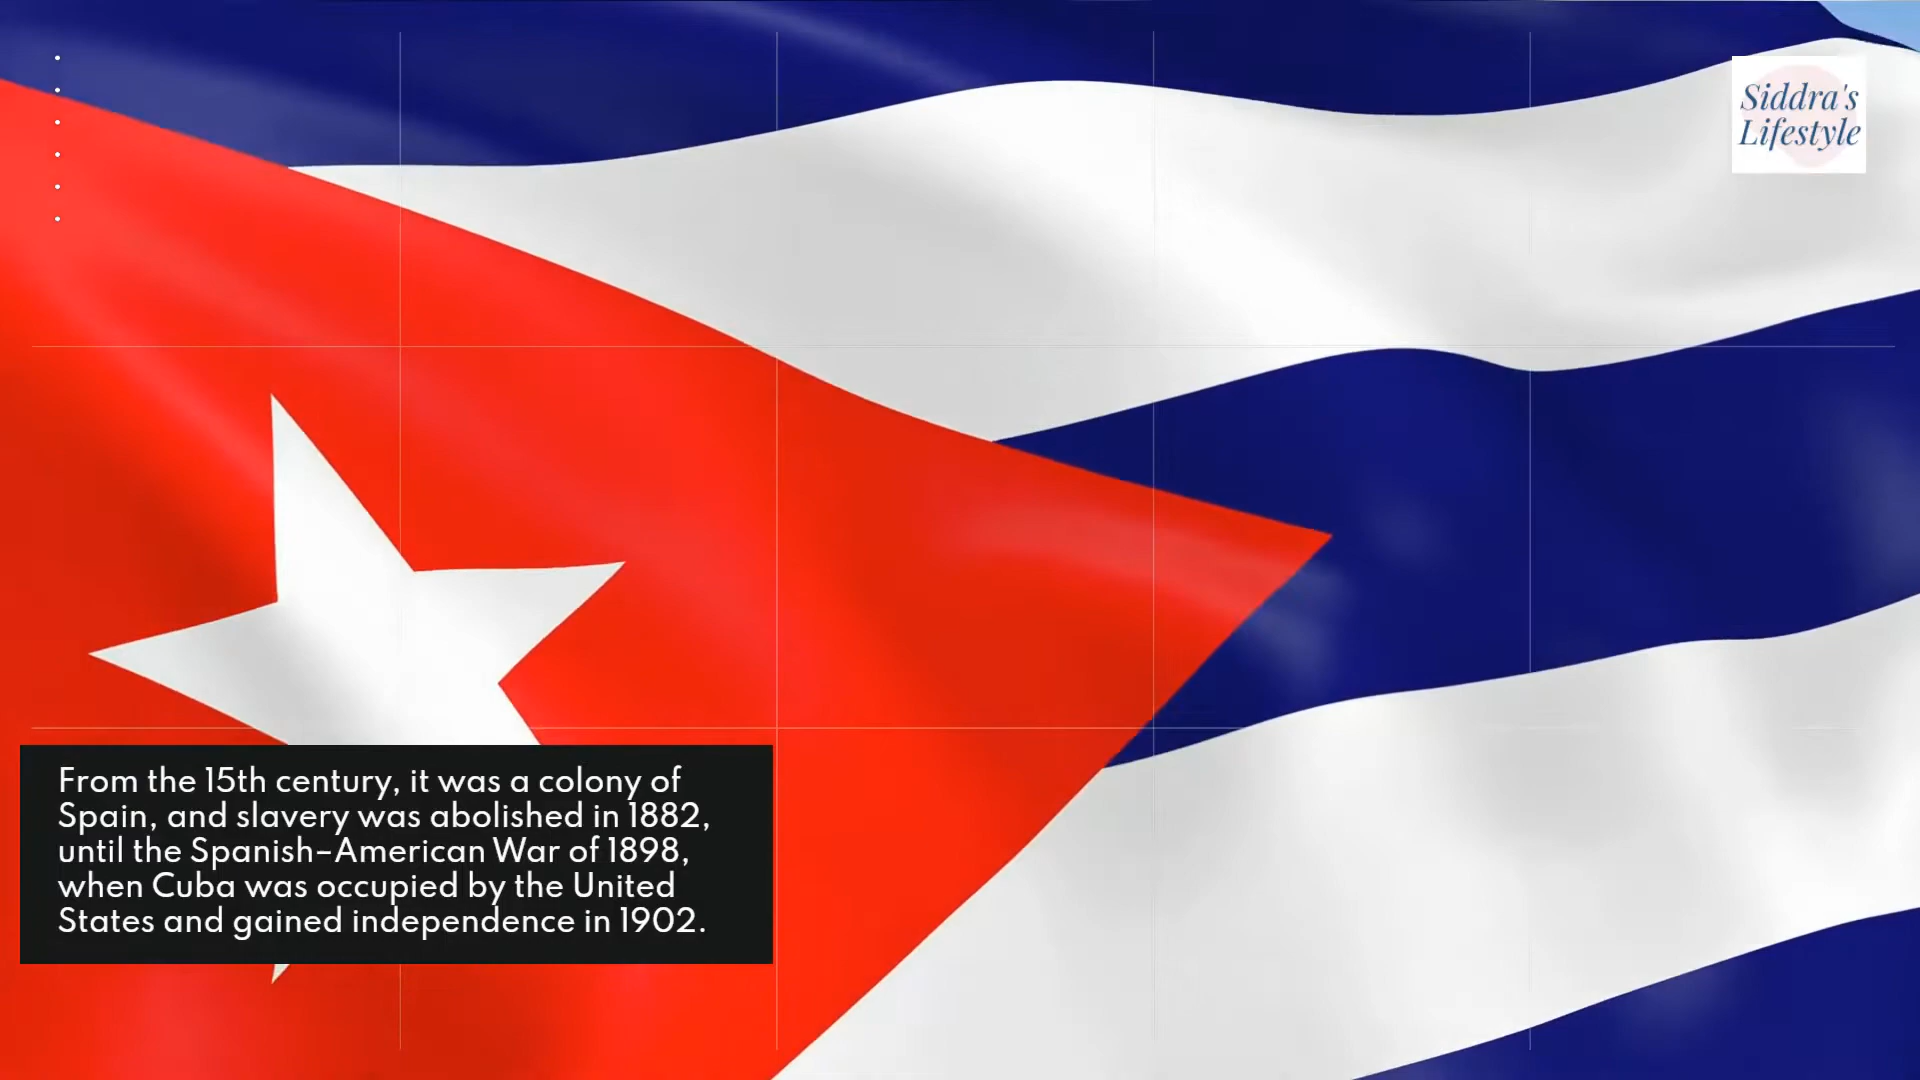 Siddra's
Lifestyle
From the 15th century, it was a colony of
Spain, and slavery was abolished in 1882,
until the Spanish–American War of 1898,
when Cuba was occupied by the United
States and gained independence in 1902.